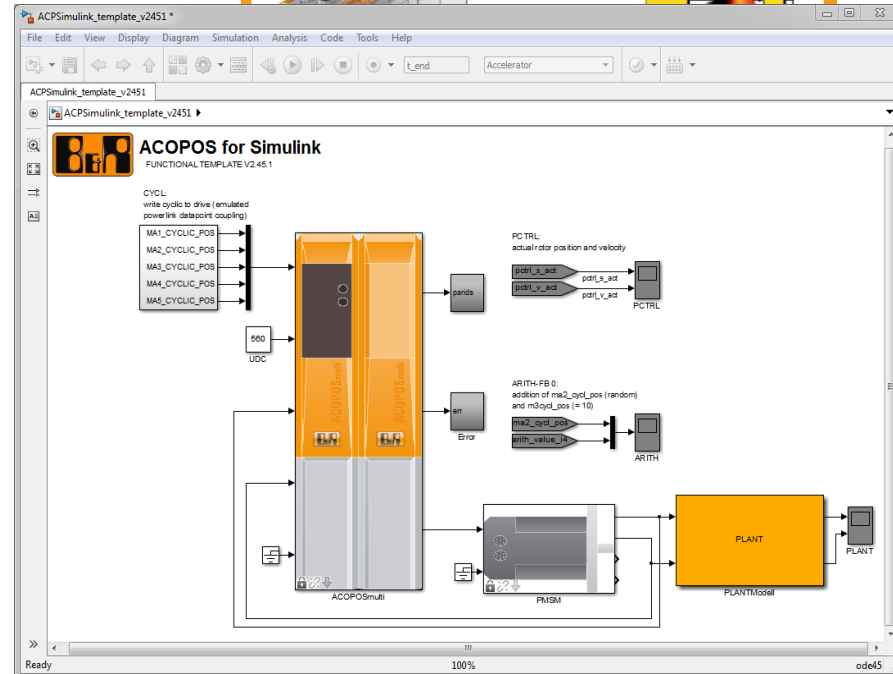 ACPSimulink_template_v2451 *
File Edit View Display Diagram Simulation Analysis Code Tools Help
t_end
Accelerator
ACPSimulink_template_v2451
ACPSimulink_template_v2451
B&R
ACOPOS for Simulink
FUNCTIONAL TEMPLATE V2.45.1
CYCL:
write cyclic to drive (emulated
powerlink datapoint coupling)
MA1_CYCLIC_POS
MA2_CYCLIC_POS
MA3_CYCLIC_POS
MA4_CYCLIC_POS
MA5_CYCLIC_POS
560
UDC
ACOPOSmulti
ACOPOSmulti
B&R
B&R
ACOPOSmulti
parids
err
Error
PCTRL:
actual rotor position and velocity
pctrl_s_act
pctrl_v_act
pctrl_s_act
pctrl_v_act
PCTRL
ARITH-FB 0:
addition of ma2_cycl_pos (random)
and m3cycl_pos (= 10)
ma2_cycl_pos
arith_value_i4
ARITH
PMSM
PLANT
PLANTModell
PLANT
Ready
100%
ode45